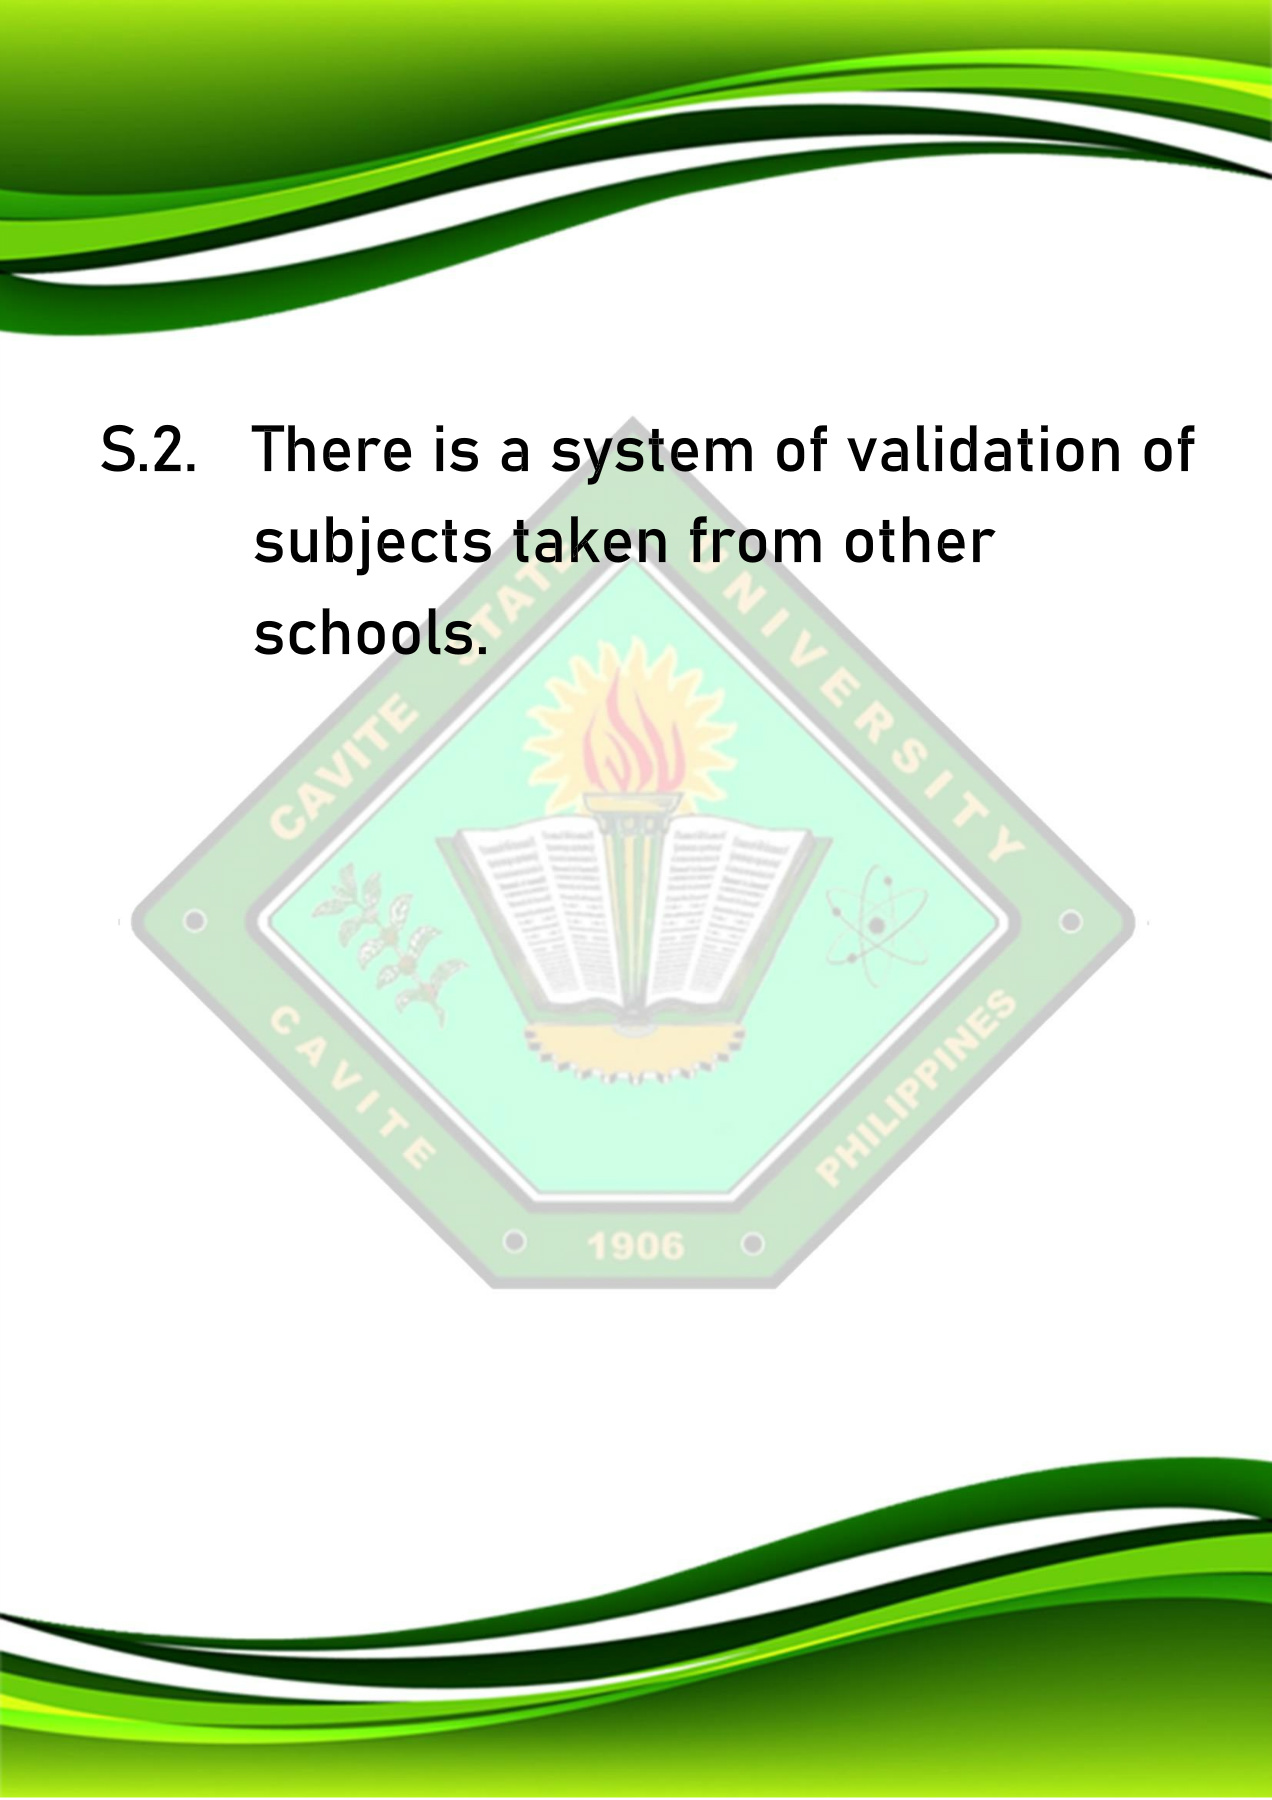 S.2. There is a system of validation of
subjects taken from other
schools.
CAVITE STATE UNIVERSITY
CAVITE
PHILIPPINES
1906